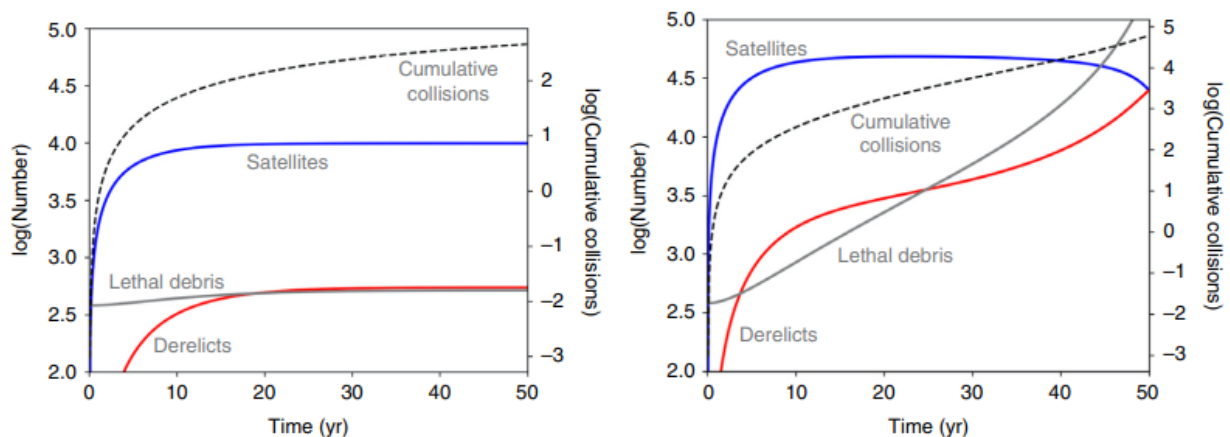 5.0
4.5
4.0
3.5
3.0
2.5
2.0
log(Number)
Cumulative
collisions
Satellites
Lethal debris
Derelicts
2
1
0
−1
−2
−3
log(Cumulative collisions)
0 10 20 30 40 50
Time (yr)
5.0
4.5
4.0
3.5
3.0
2.5
2.0
log(Number)
Satellites
Cumulative
collisions
Lethal debris
Derelicts
5
4
3
2
1
0
−1
−2
−3
log(Cumulative collisions)
0 10 20 30 40 50
Time (yr)